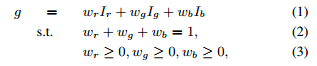 g = w_r I_r + w_g I_g + w_b I_b (1)
s.t. w_r + w_g + w_b = 1, (2)
w_r ≥ 0, w_g ≥ 0, w_b ≥ 0, (3)